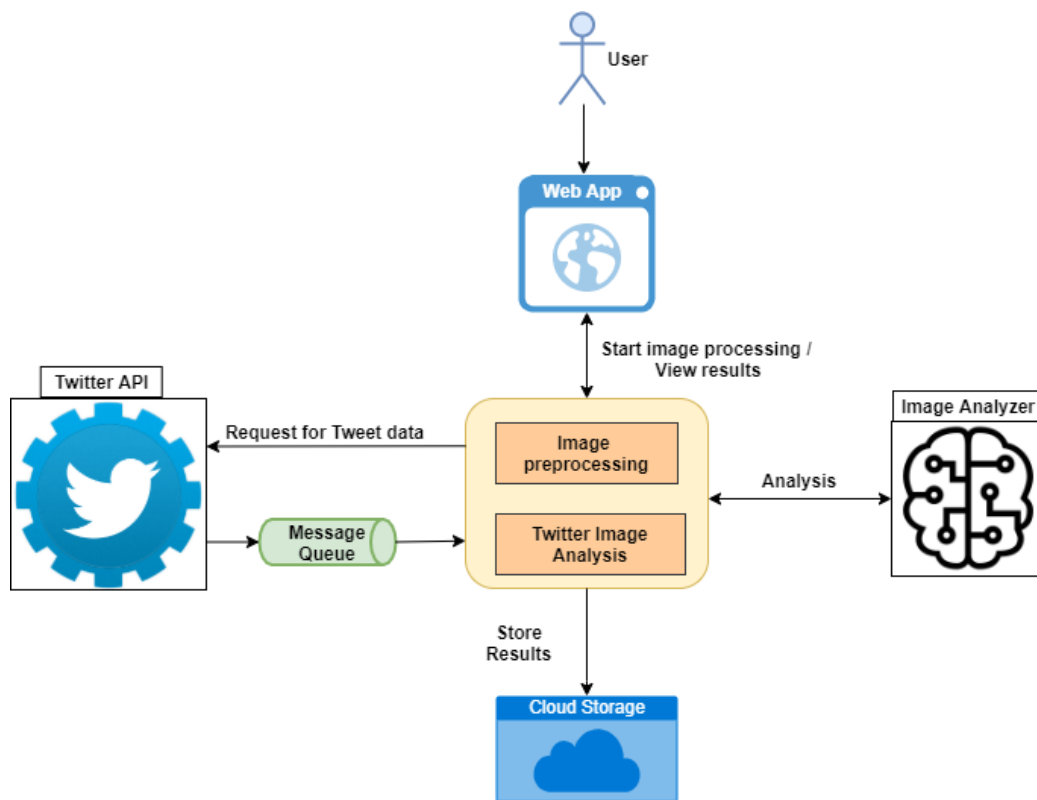 User
Web App
Start image processing /
View results
Twitter API
Image Analyzer
Request for Tweet data
Image
preprocessing
Analysis
Message
Queue
Twitter Image
Analysis
Store
Results
Cloud Storage